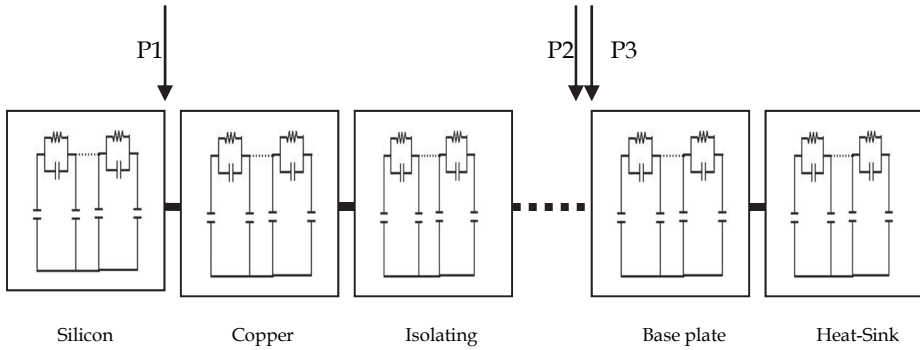 P1
P2
P3
Silicon
Copper
Isolating
Base plate
Heat-Sink